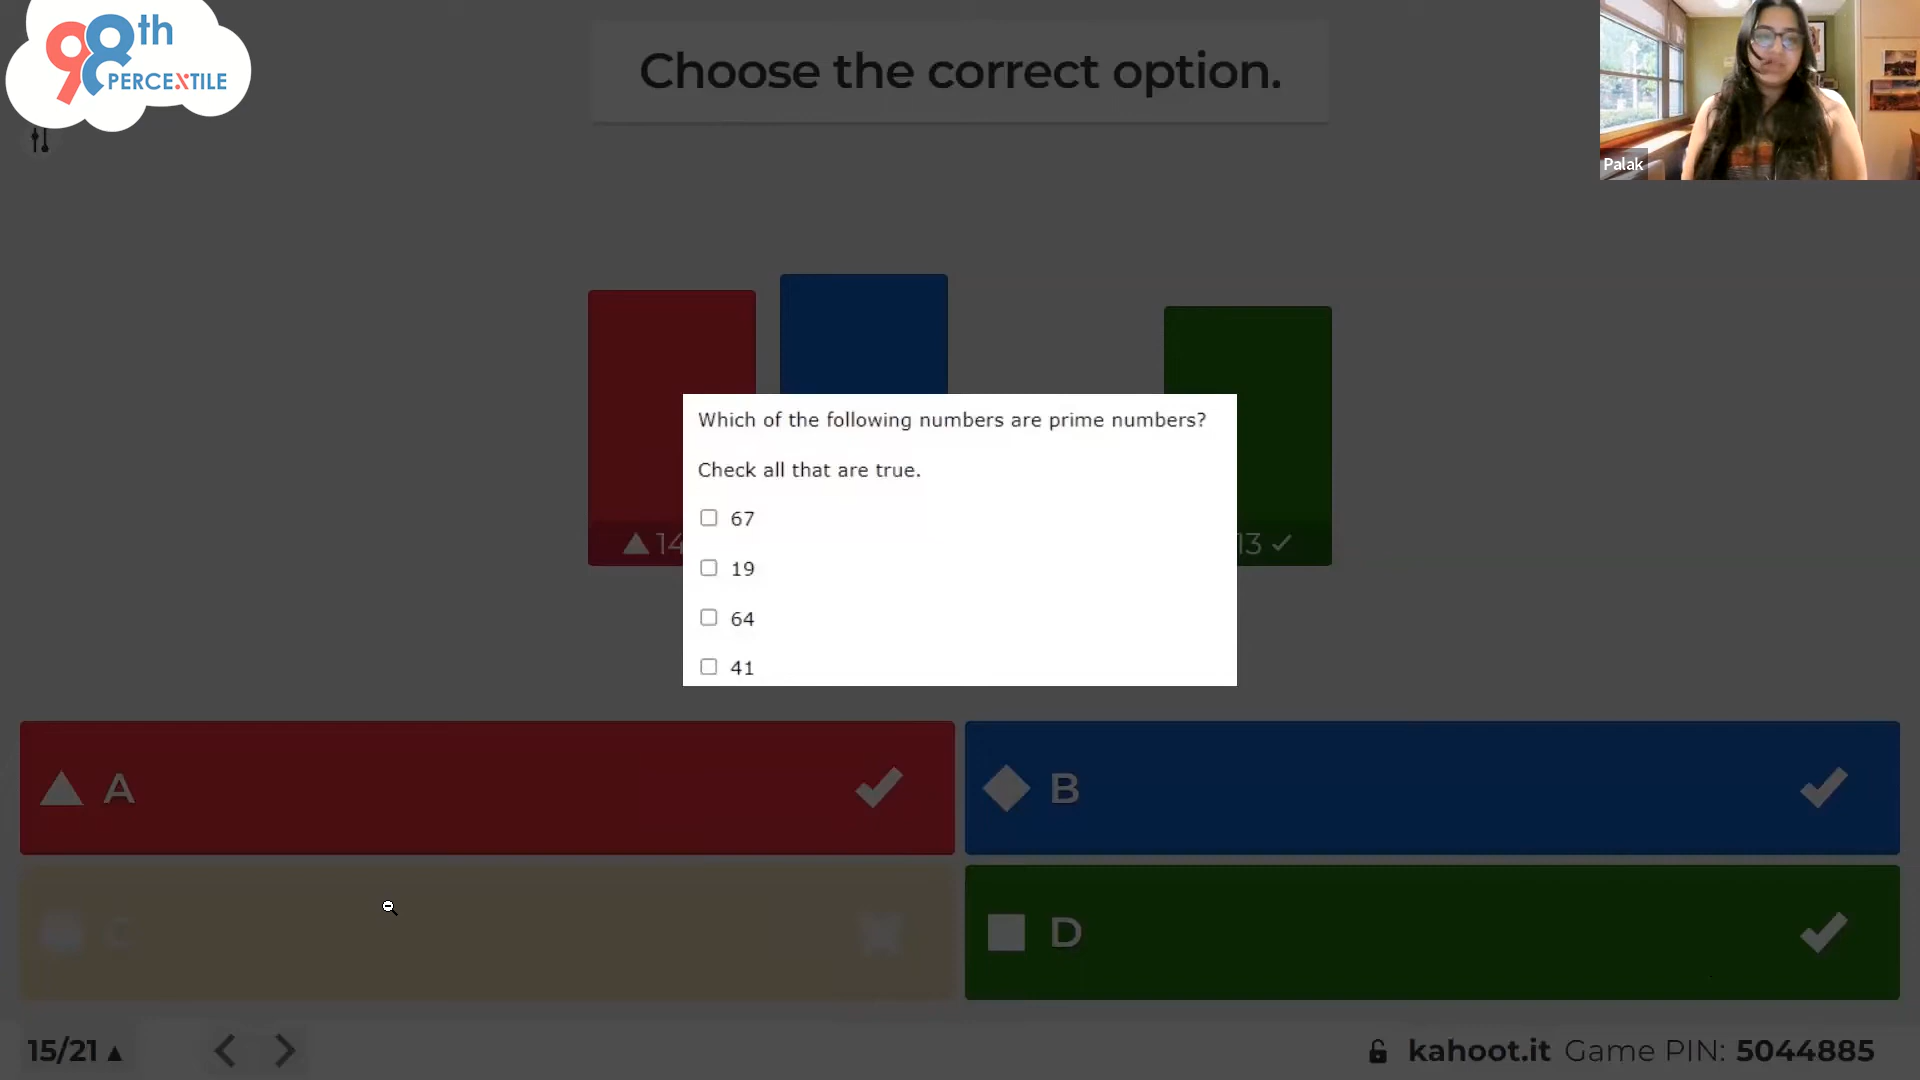 98th
PERCENTILE
Choose the correct option.
Palak
Which of the following numbers are prime numbers?
Check all that are true.
67
19
64
41
14
13
A
B
C
D
15/21
kahoot.it Game PIN: 5044885